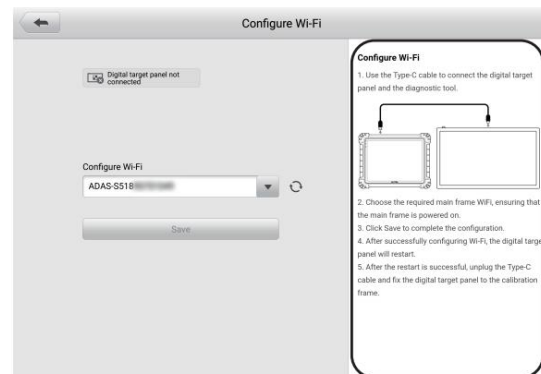 Configure Wi-Fi
Digital target panel not
connected
Configure Wi-Fi
ADAS-S518
Save
Configure Wi-Fi
1. Use the Type-C cable to connect the digital target
panel and the diagnostic tool.
2. Choose the required main frame WiFi, ensuring that
the main frame is powered on.
3. Click Save to complete the configuration.
4. After successfully configuring Wi-Fi, the digital targe
panel will restart.
5. After the restart is successful, unplug the Type-C
cable and fix the digital target panel to the calibration
frame.